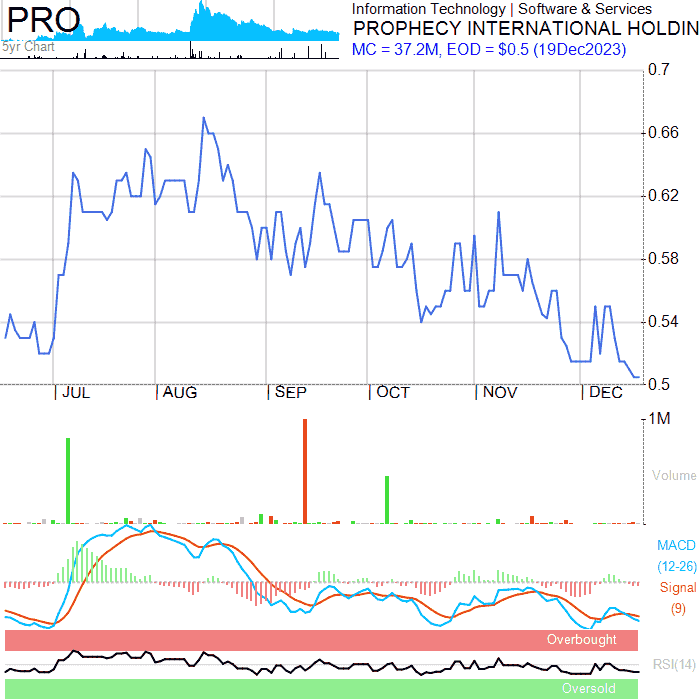 PRO
5yr Chart
Information Technology | Software & Services
PROPHECY INTERNATIONAL HOLDIN
MC = 37.2M, EOD = $0.5 (19Dec2023)
0.7
0.66
0.62
0.58
0.54
0.5
JUL AUG SEP OCT NOV DEC
1M
Volume
MACD
(12-26)
Signal
(9)
Overbought
RSI(14)
Oversold